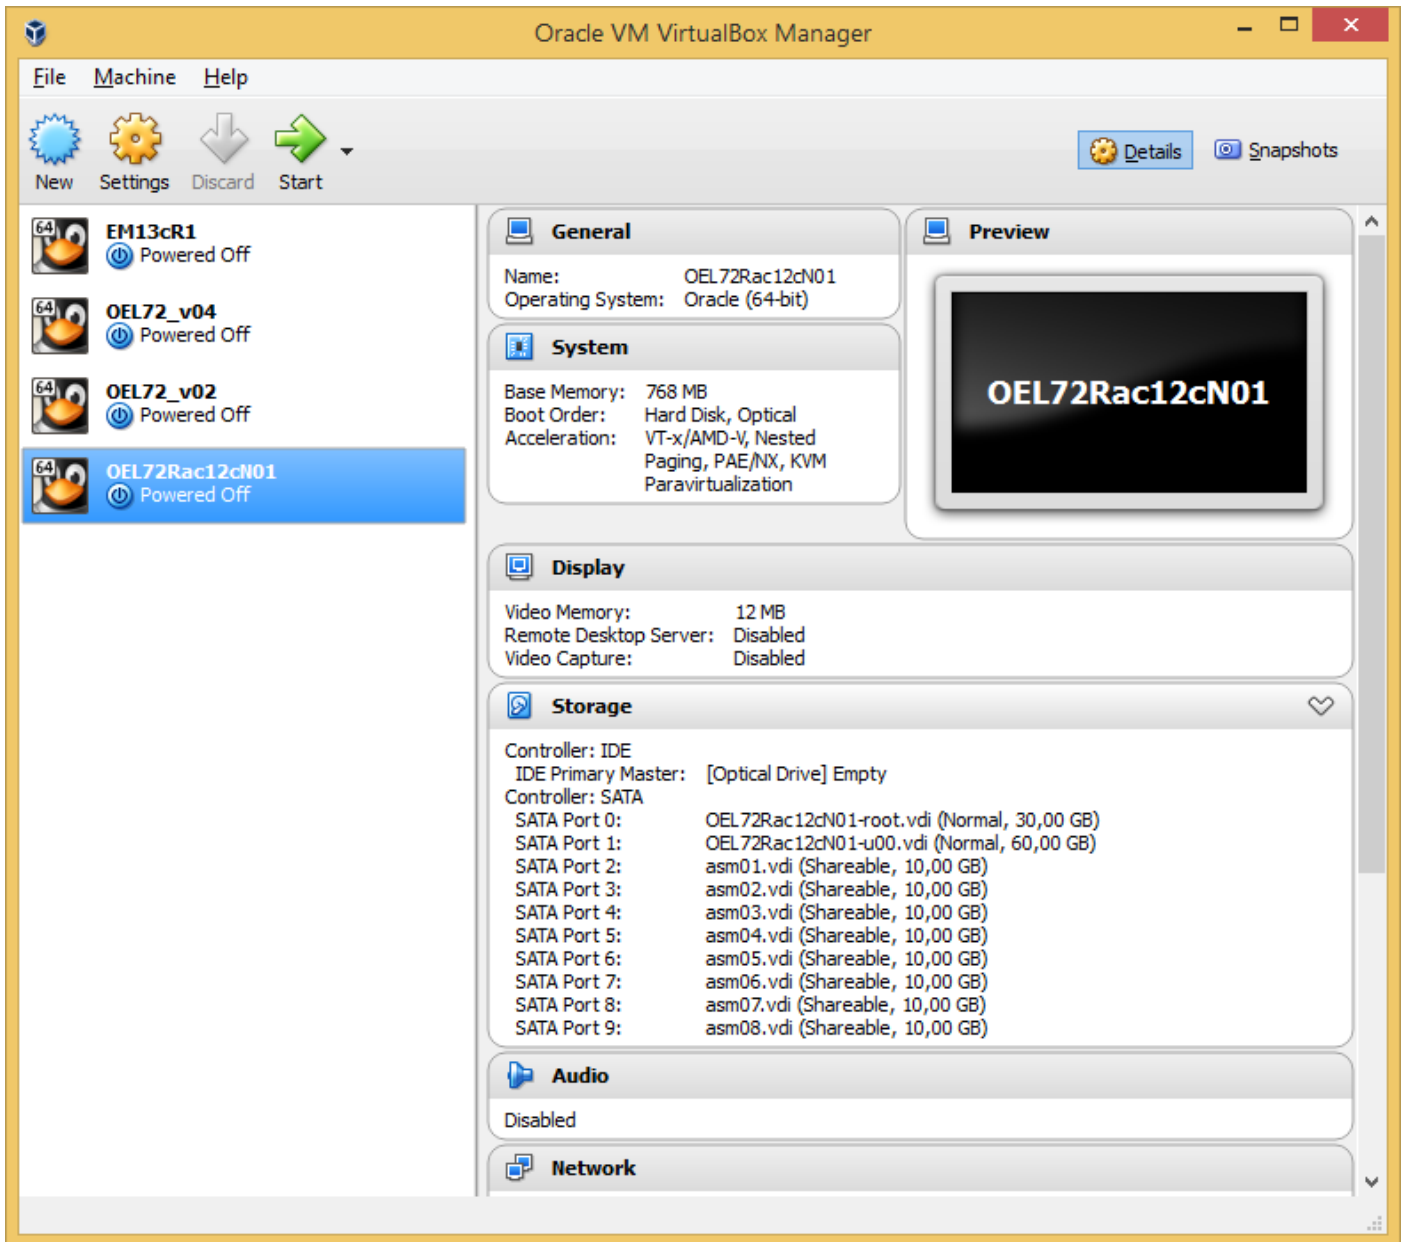 Oracle VM VirtualBox Manager
File Machine Help
New Settings Discard Start
Details Snapshots
64 EM13cR1
Powered Off
64 OEL72_v04
Powered Off
64 OEL72_v02
Powered Off
64 OEL72Rac12cN01
Powered Off
General
Name: OEL72Rac12cN01
Operating System: Oracle (64-bit)
Preview
OEL72Rac12cN01
System
Base Memory: 768 MB
Boot Order: Hard Disk, Optical
Acceleration: VT-x/AMD-V, Nested
Paging, PAE/NX, KVM
Paravirtualization
Display
Video Memory: 12 MB
Remote Desktop Server: Disabled
Video Capture: Disabled
Storage
Controller: IDE
IDE Primary Master: [Optical Drive] Empty
Controller: SATA
SATA Port 0: OEL72Rac12cN01-root.vdi (Normal, 30,00 GB)
SATA Port 1: OEL72Rac12cN01-u00.vdi (Normal, 60,00 GB)
SATA Port 2: asm01.vdi (Shareable, 10,00 GB)
SATA Port 3: asm02.vdi (Shareable, 10,00 GB)
SATA Port 4: asm03.vdi (Shareable, 10,00 GB)
SATA Port 5: asm04.vdi (Shareable, 10,00 GB)
SATA Port 6: asm05.vdi (Shareable, 10,00 GB)
SATA Port 7: asm06.vdi (Shareable, 10,00 GB)
SATA Port 8: asm07.vdi (Shareable, 10,00 GB)
SATA Port 9: asm08.vdi (Shareable, 10,00 GB)
Audio
Disabled
Network